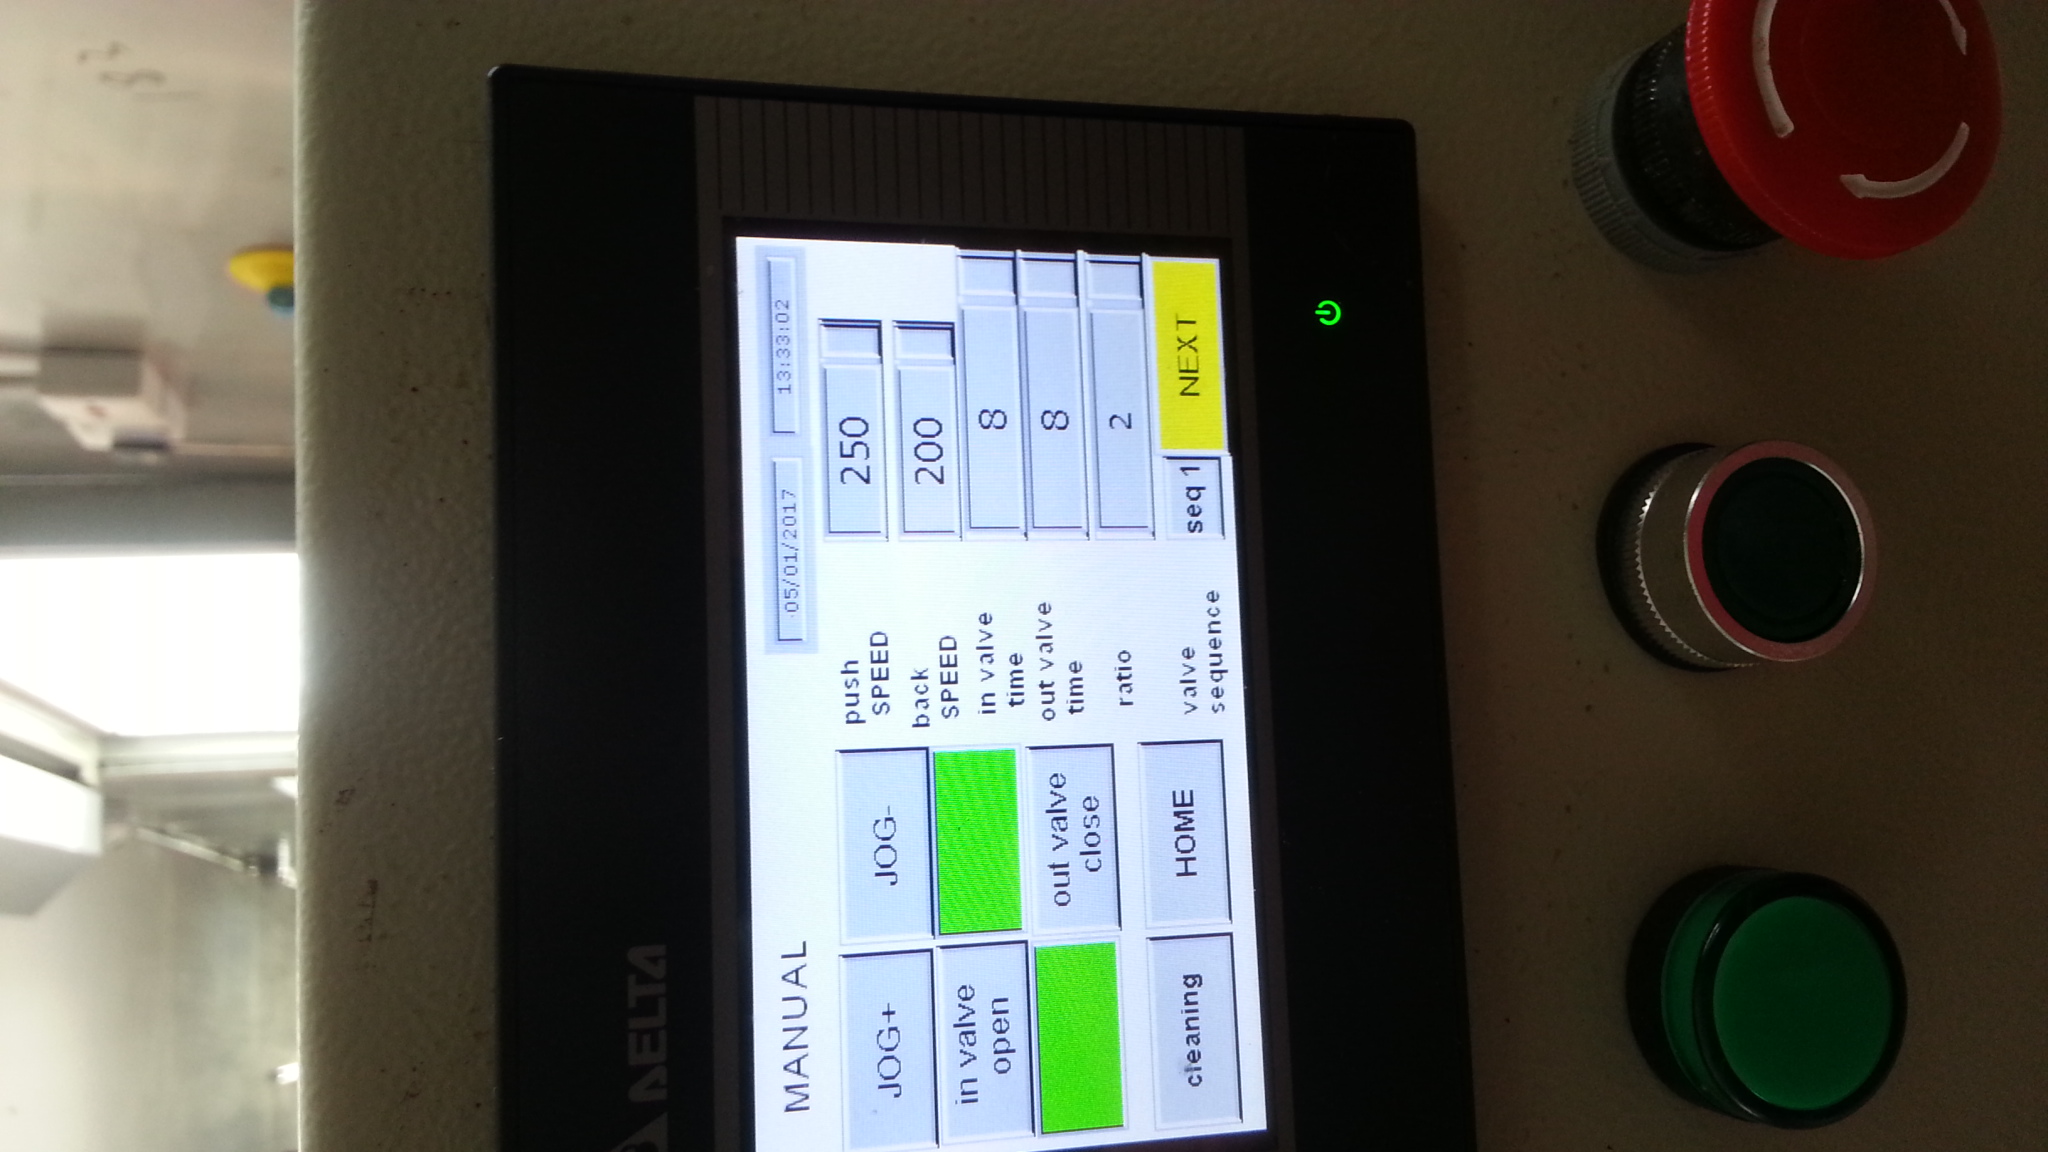 DELTA
MANUAL
05/01/2017
13:33:02
JOG+
JOG-
push
SPEED
250
back
SPEED
200
in valve
open
in valve
time
8
out valve
close
out valve
time
8
ratio
2
cleaning
HOME
valve
sequence
seq 1
NEXT